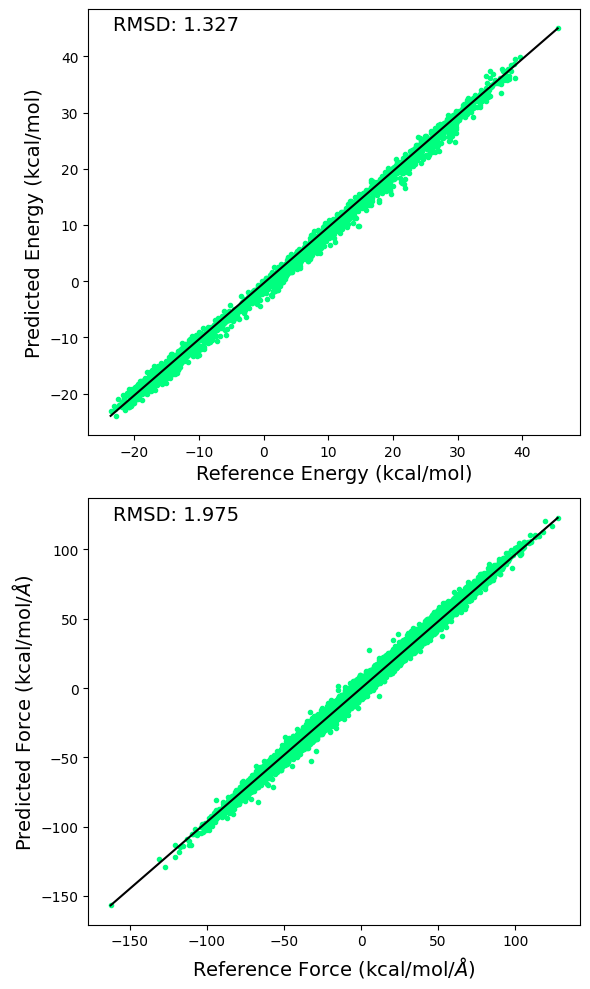 RMSD: 1.327
40
30
20
10
0
−10
−20
Predicted Energy (kcal/mol)
−20 −10 0 10 20 30 40
Reference Energy (kcal/mol)
RMSD: 1.975
100
50
0
−50
−100
−150
Predicted Force (kcal/mol/Å)
−150 −100 −50 0 50 100
Reference Force (kcal/mol/Å)